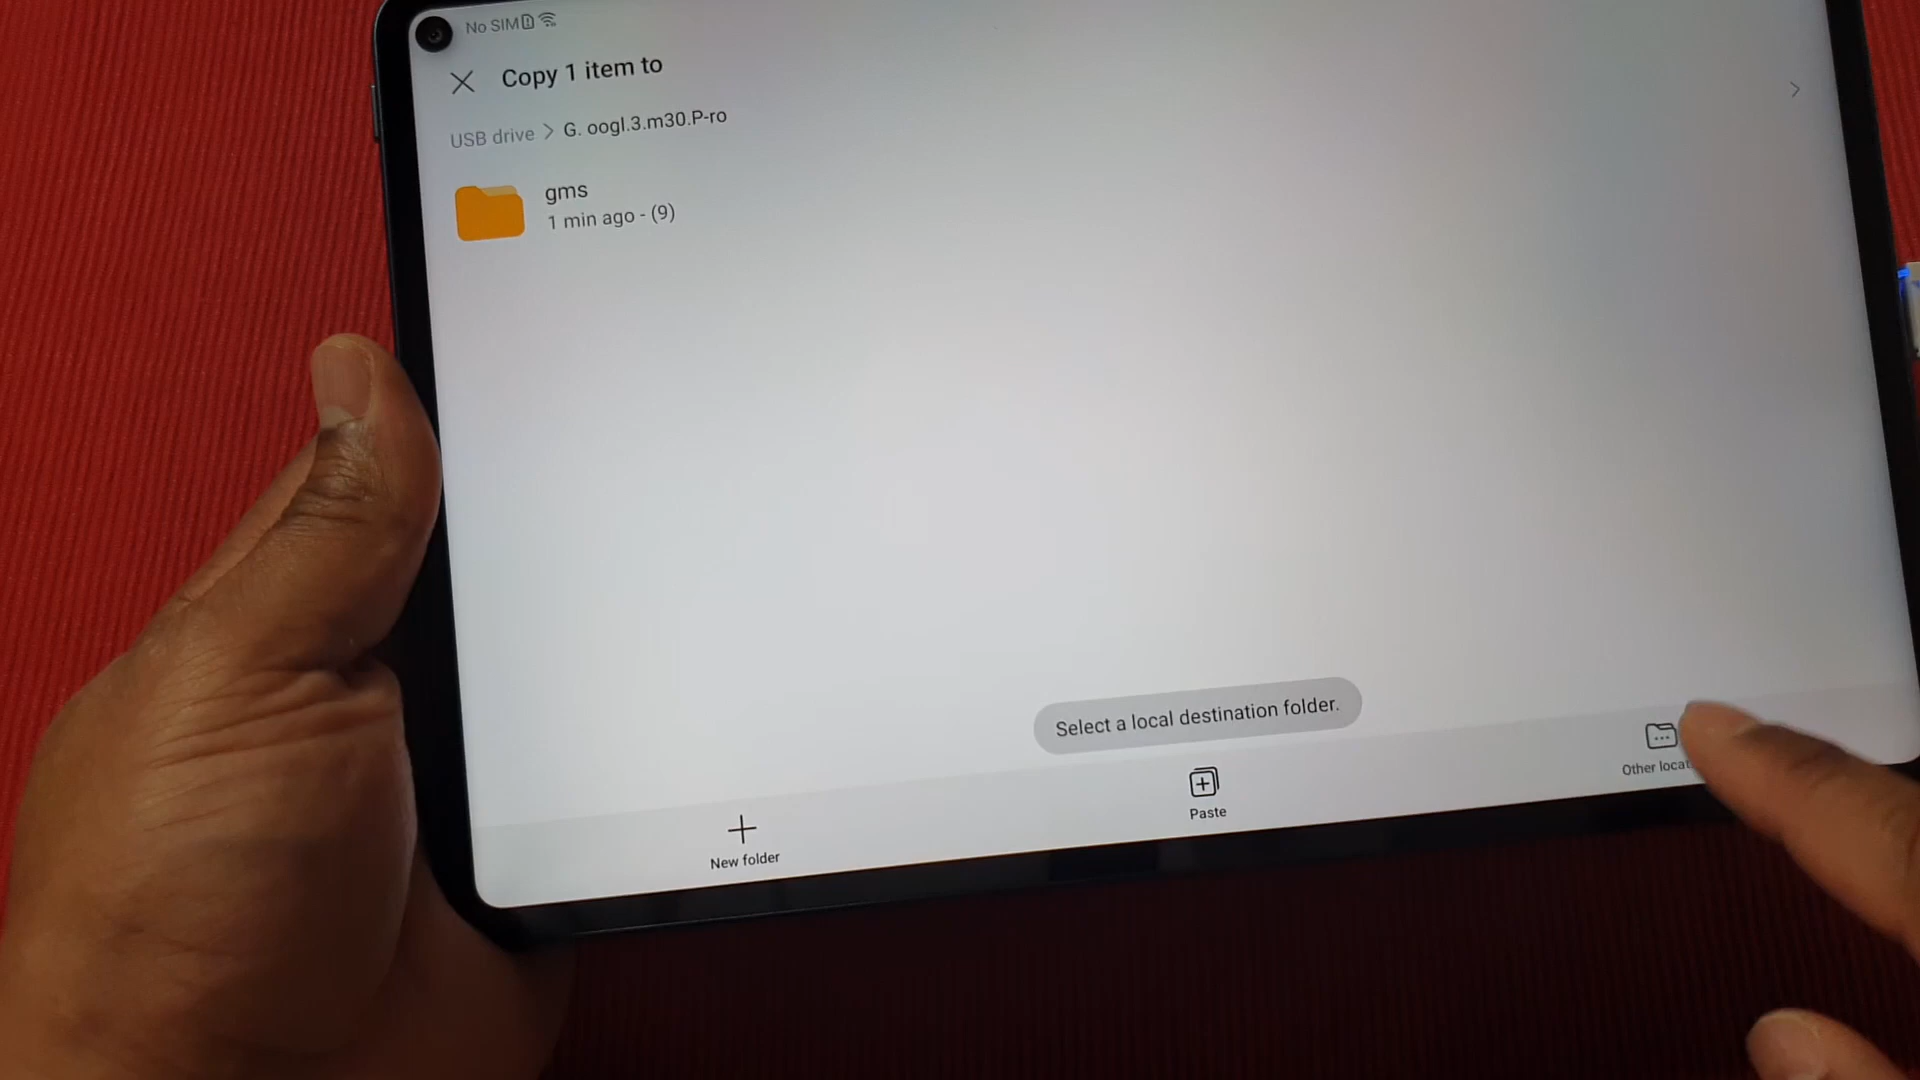 No SIM
Copy 1 item to
USB drive > G. oogl.3.m30.P-ro
gms
1 min ago - (9)
Select a local destination folder.
New folder
Paste
Other